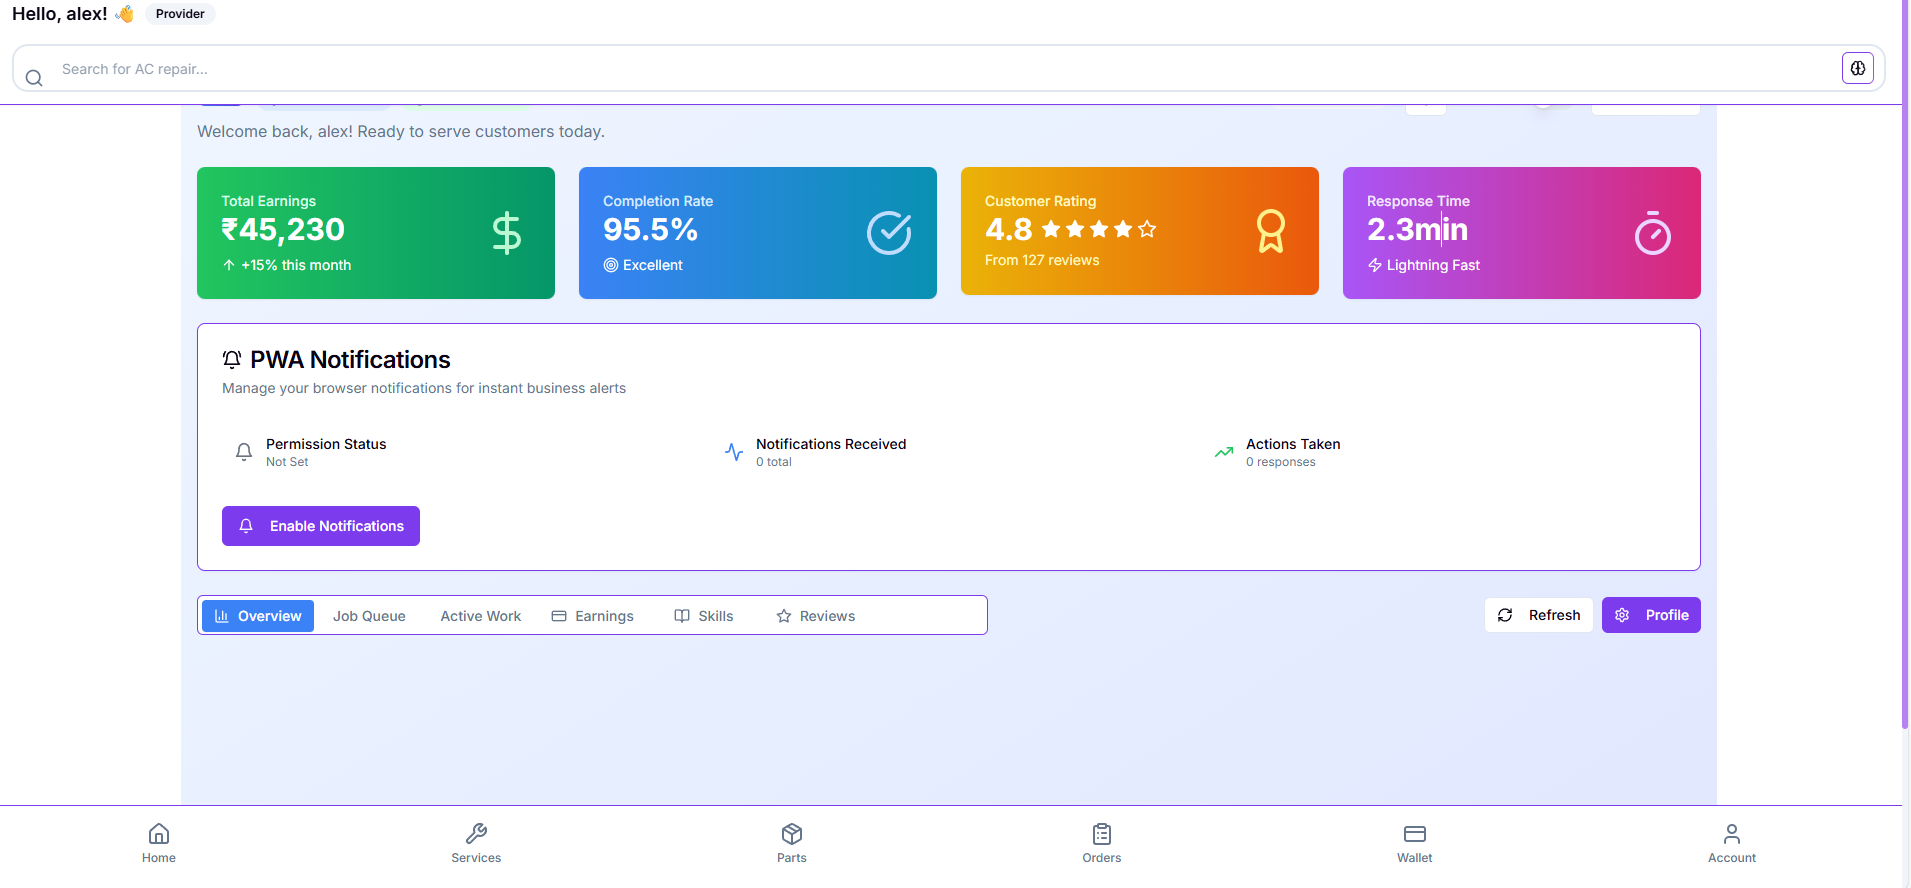 Hello, alex! 👋 Provider
Search for AC repair...
Welcome back, alex! Ready to serve customers today.
Total Earnings
₹45,230
+15% this month
Completion Rate
95.5%
Excellent
Customer Rating
4.8
From 127 reviews
Response Time
2.3min
Lightning Fast
PWA Notifications
Manage your browser notifications for instant business alerts
Permission Status
Not Set
Notifications Received
0 total
Actions Taken
0 responses
Enable Notifications
Overview Job Queue Active Work Earnings Skills Reviews
Refresh Profile
Home Services Parts Orders Wallet Account